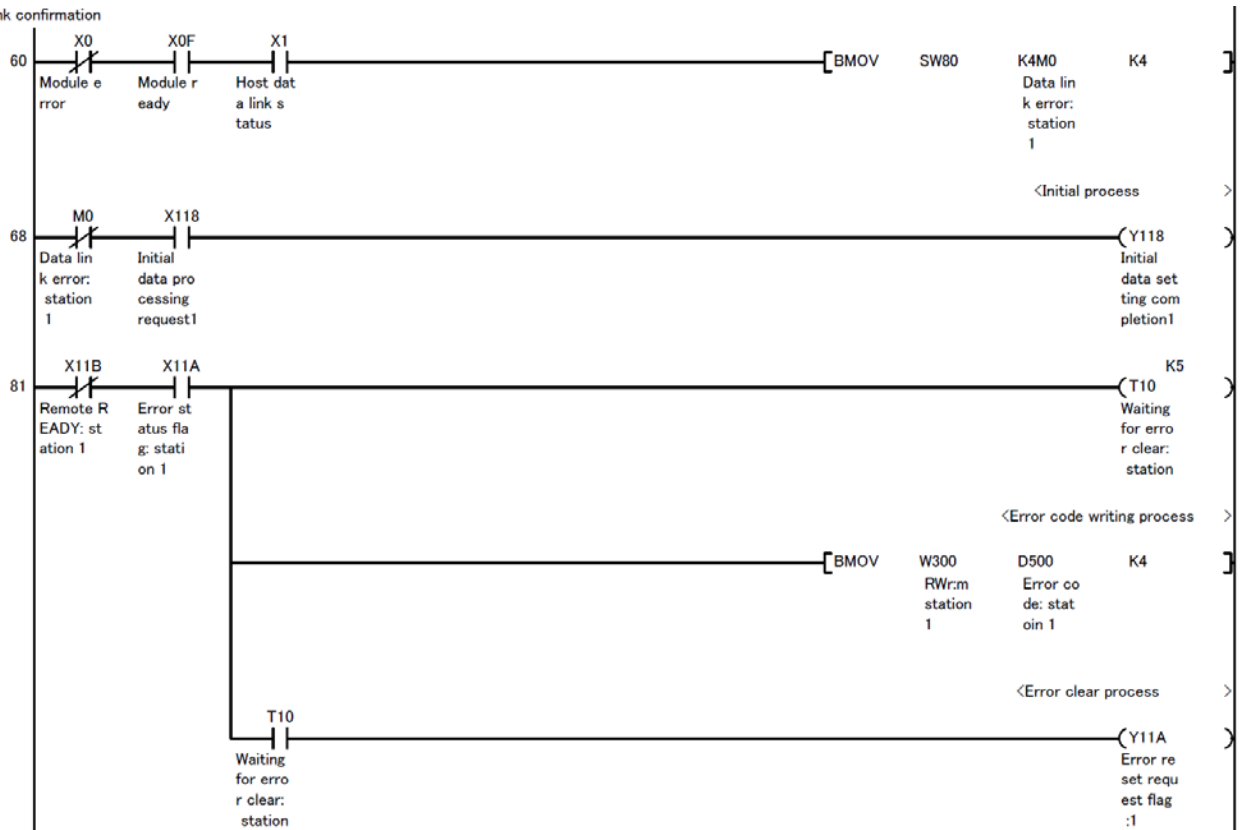 nk confirmation
X0 X0F X1
60 BMOV SW80 K4M0 K4
Module e Module r Host dat Data lin
rror eady a link s k error:
tatus station
1
<Initial process >
M0 X118
68 Y118
Data lin Initial Initial
k error: data pro data set
station cessing ting com
1 request1 pletion1
X11B X11A K5
81 T10
Remote R Error st Waiting
EADY: st atus fla for erro
ation 1 g: stati r clear:
on 1 station
<Error code writing process >
BMOV W300 D500 K4
RWr:m Error co
station de: stat
1 oin 1
<Error clear process >
T10
Y11A
Waiting Error re
for erro set requ
r clear: est flag
station :1